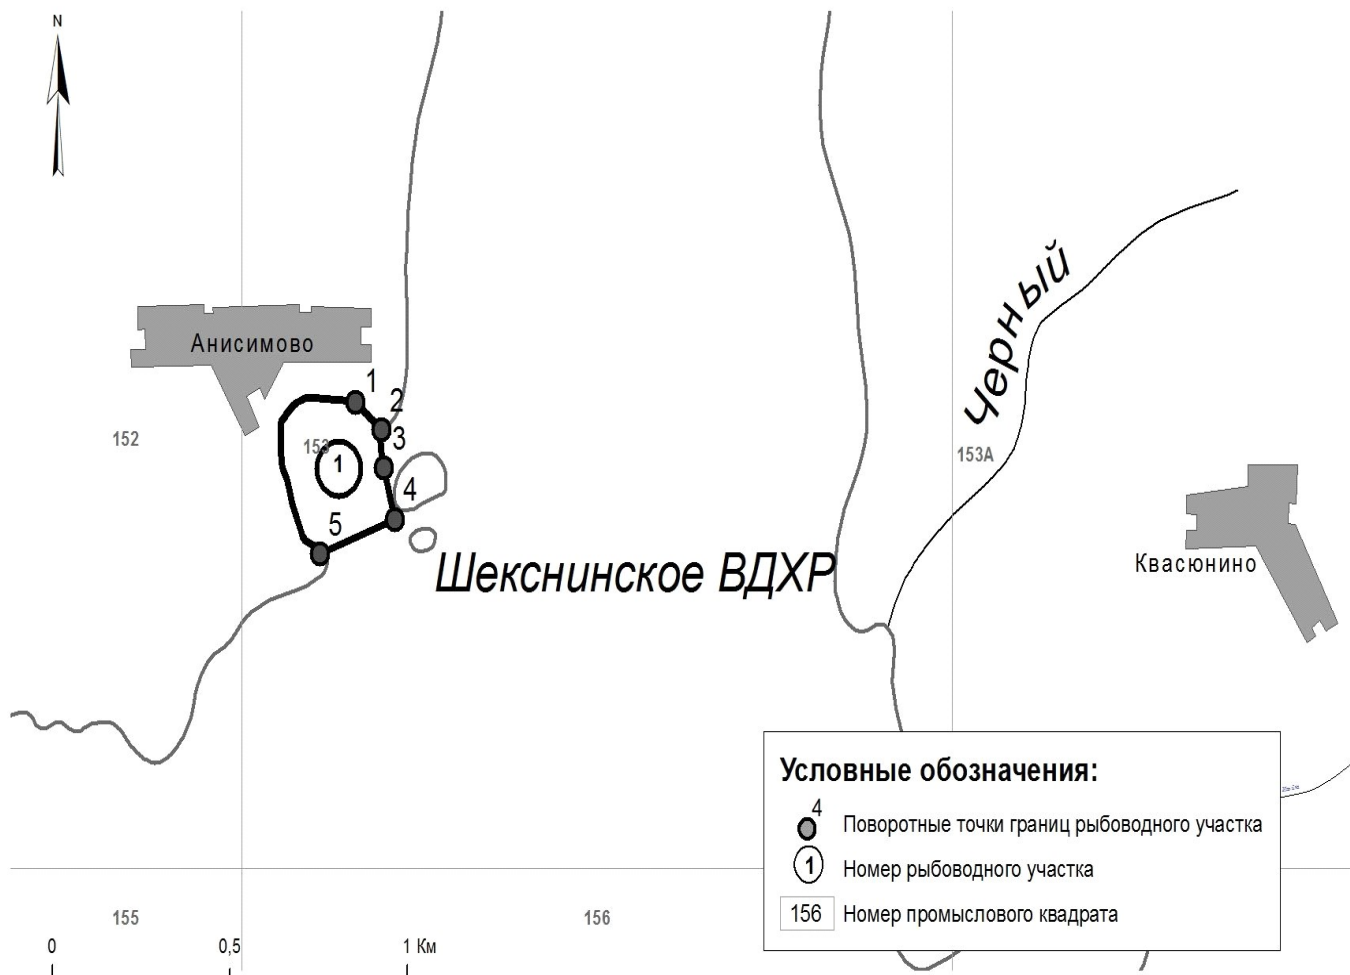 N
Черный
Анисимово
1
2
152
153
3
153А
1
4
5
Шекснинское ВДХР
Квасюнино
Условные обозначения:
4
Поворотные точки границ рыбоводного участка
1 Номер рыбоводного участка
156 Номер промыслового квадрата
155
156
0 0,5 1 Км